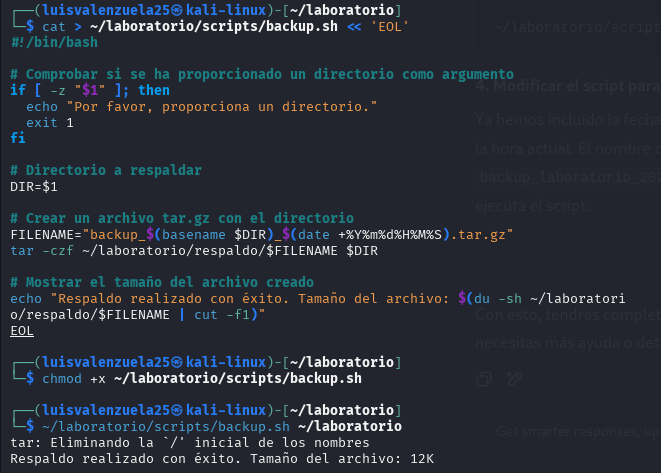 ┌──(luisvalenzuela25㉿kali-linux)-[~/laboratorio]
└─$ cat > ~/laboratorio/scripts/backup.sh << 'EOL'
#!/bin/bash

# Comprobar si se ha proporcionado un directorio como argumento
if [ -z "$1" ]; then
  echo "Por favor, proporciona un directorio."
  exit 1
fi

# Directorio a respaldar
DIR=$1

# Crear un archivo tar.gz con el directorio
FILENAME="backup_$(basename $DIR)_$(date +%Y%m%d%H%M%S).tar.gz"
tar -czf ~/laboratorio/respaldo/$FILENAME $DIR

# Mostrar el tamaño del archivo creado
echo "Respaldo realizado con éxito. Tamaño del archivo: $(du -sh ~/laboratori
o/respaldo/$FILENAME | cut -f1)"
EOL

┌──(luisvalenzuela25㉿kali-linux)-[~/laboratorio]
└─$ chmod +x ~/laboratorio/scripts/backup.sh

┌──(luisvalenzuela25㉿kali-linux)-[~/laboratorio]
└─$ ~/laboratorio/scripts/backup.sh ~/laboratorio
tar: Eliminando la `/' inicial de los nombres
Respaldo realizado con éxito. Tamaño del archivo: 12K
~/laboratorio/script
4. Modificar el script para
Ya hemos incluido la fecha
la hora actual. El nombre
backup_laboratorio_202
ejecuta el script.
Con esto, tendrás complet
necesitas más ayuda o det
Get smarter responses, up